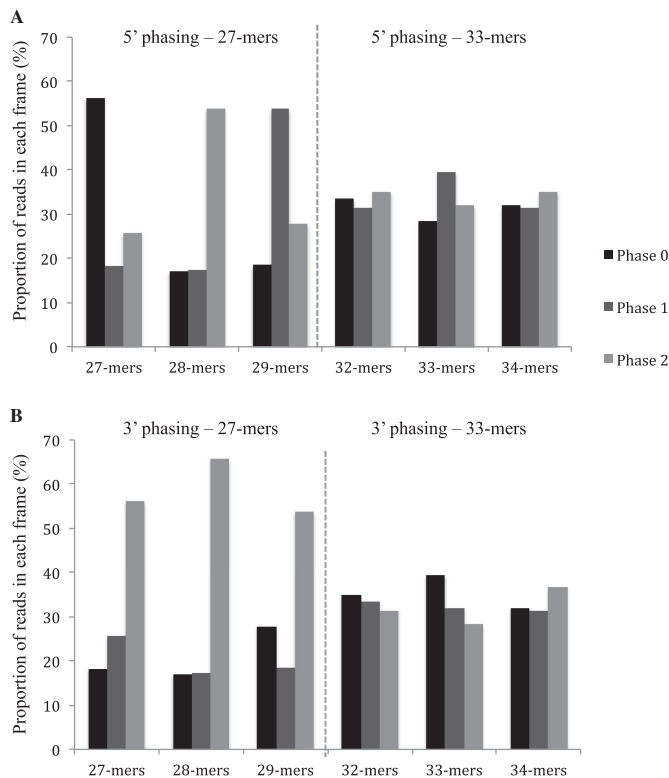 A
5’ phasing – 27-mers
5’ phasing – 33-mers
Proportion of reads in each frame (%)
70
60
50
40
30
20
10
0
27-mers
28-mers
29-mers
32-mers
33-mers
34-mers
Phase 0
Phase 1
Phase 2
B
3’ phasing – 27-mers
3’ phasing – 33-mers
Proportion of reads in each frame (%)
70
60
50
40
30
20
10
0
27-mers
28-mers
29-mers
32-mers
33-mers
34-mers